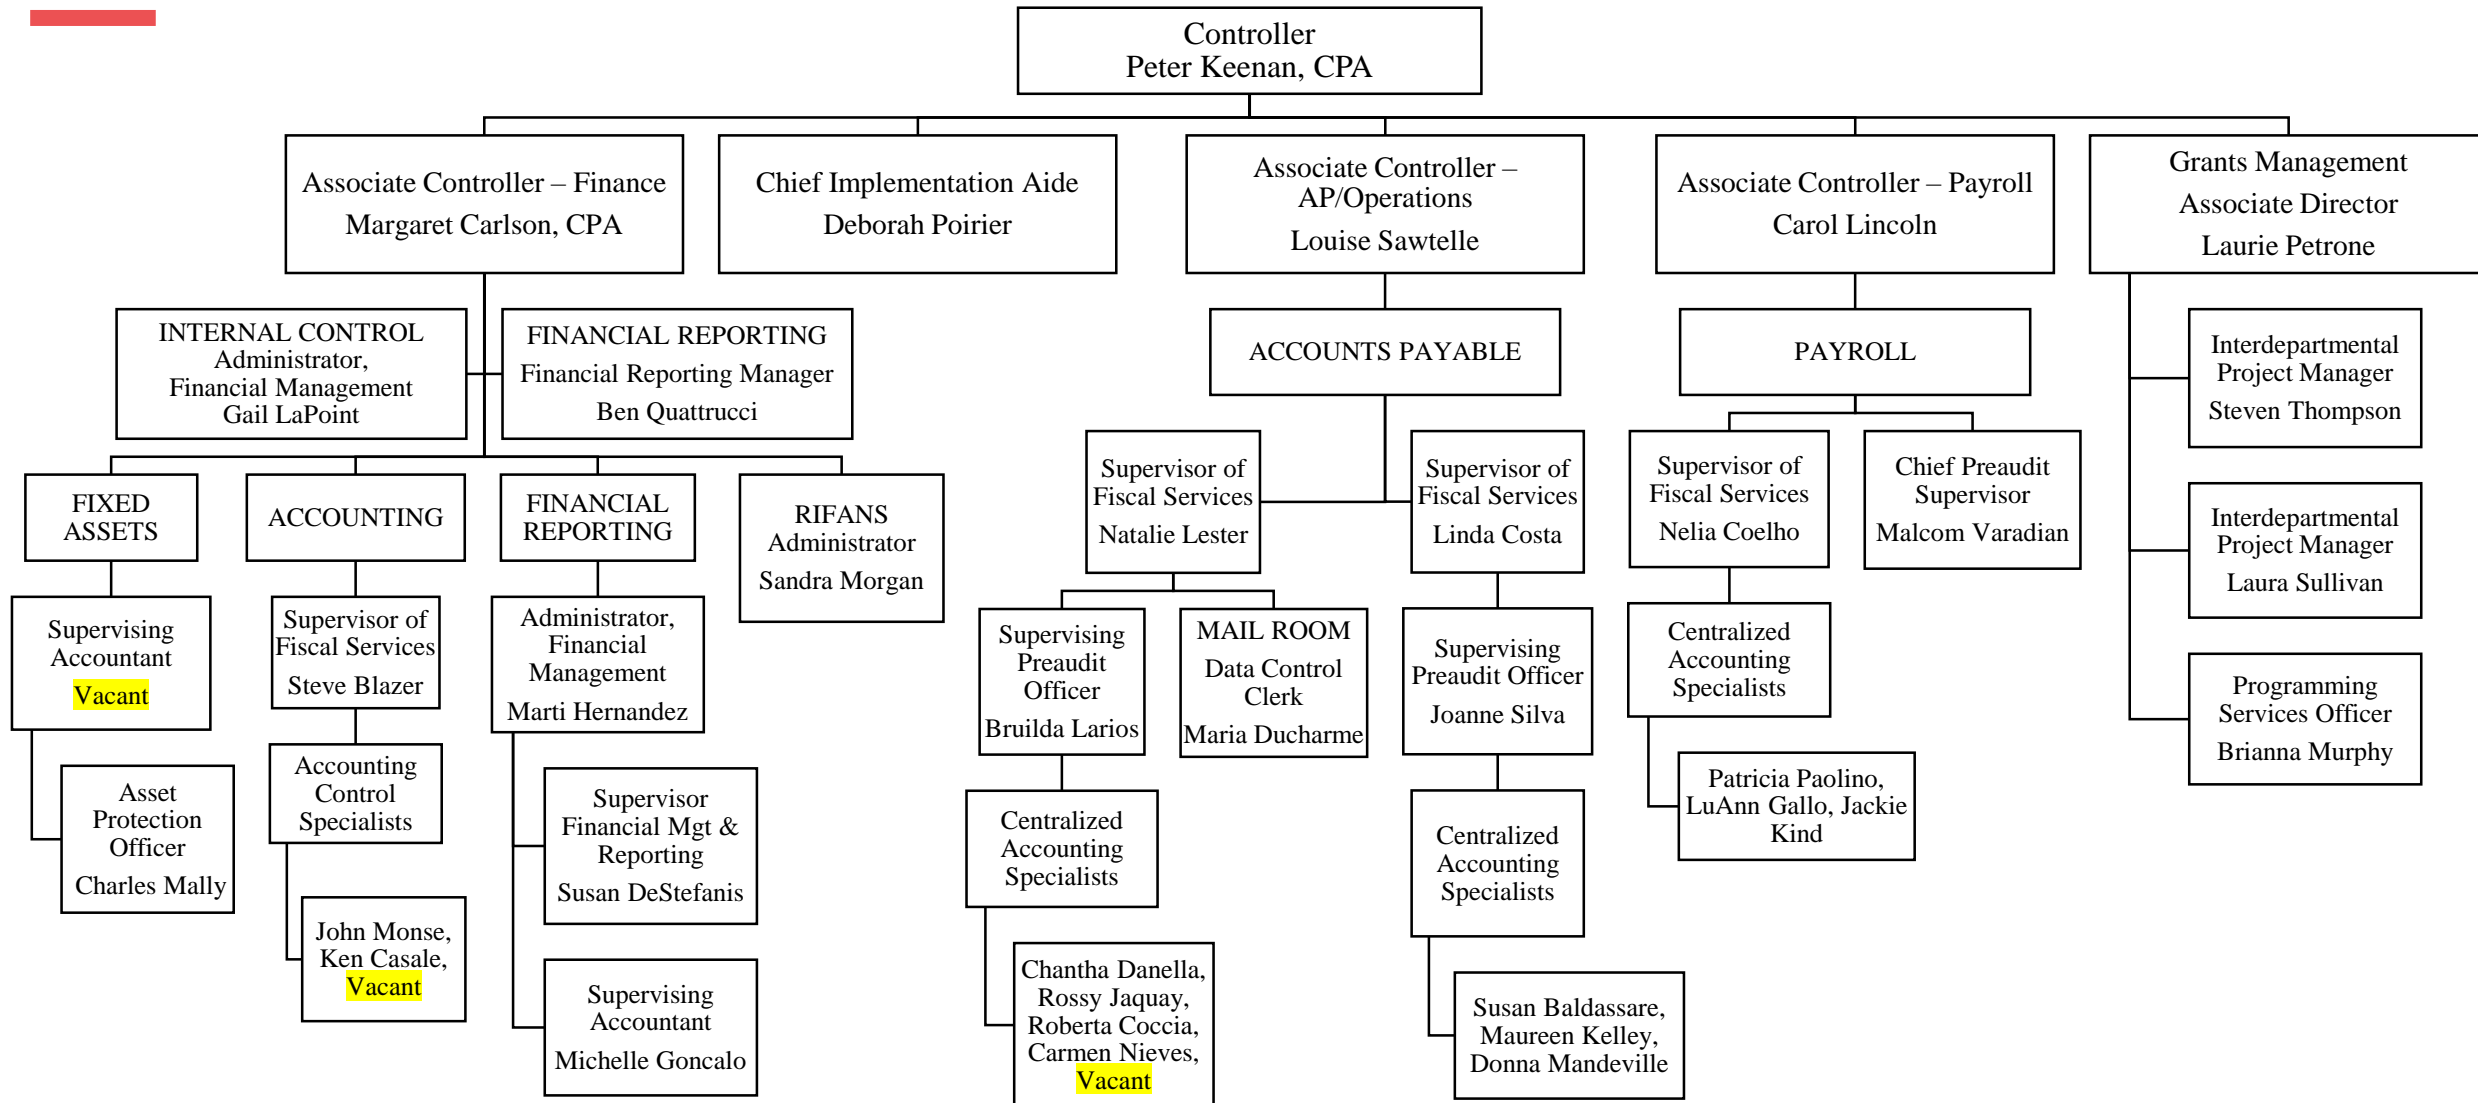 Controller
Peter Keenan, CPA
Associate Controller – Finance
Margaret Carlson, CPA
Chief Implementation Aide
Deborah Poirier
Associate Controller –
AP/Operations
Louise Sawtelle
Associate Controller – Payroll
Carol Lincoln
Grants Management
Associate Director
Laurie Petrone
INTERNAL CONTROL
Administrator,
Financial Management
Gail LaPoint
FINANCIAL REPORTING
Financial Reporting Manager
Ben Quattrucci
ACCOUNTS PAYABLE
PAYROLL
Interdepartmental
Project Manager
Steven Thompson
FIXED
ASSETS
ACCOUNTING
FINANCIAL
REPORTING
RIFANS
Administrator
Sandra Morgan
Supervisor of
Fiscal Services
Natalie Lester
Supervisor of
Fiscal Services
Linda Costa
Supervisor of
Fiscal Services
Nelia Coelho
Chief Preaudit
Supervisor
Malcom Varadian
Interdepartmental
Project Manager
Laura Sullivan
Supervising
Accountant
Vacant
Supervisor of
Fiscal Services
Steve Blazer
Administrator,
Financial
Management
Marti Hernandez
Supervising
Preaudit
Officer
Bruilda Larios
MAIL ROOM
Data Control
Clerk
Maria Ducharme
Supervising
Preaudit Officer
Joanne Silva
Centralized
Accounting
Specialists
Programming
Services Officer
Brianna Murphy
Asset
Protection
Officer
Charles Mally
Accounting
Control
Specialists
Supervisor
Financial Mgt &
Reporting
Susan DeStefanis
Centralized
Accounting
Specialists
Centralized
Accounting
Specialists
Patricia Paolino,
LuAnn Gallo, Jackie
Kind
John Monse,
Ken Casale,
Vacant
Supervising
Accountant
Michelle Goncalo
Chantha Danella,
Rossy Jaquay,
Roberta Coccia,
Carmen Nieves,
Vacant
Susan Baldassare,
Maureen Kelley,
Donna Mandeville